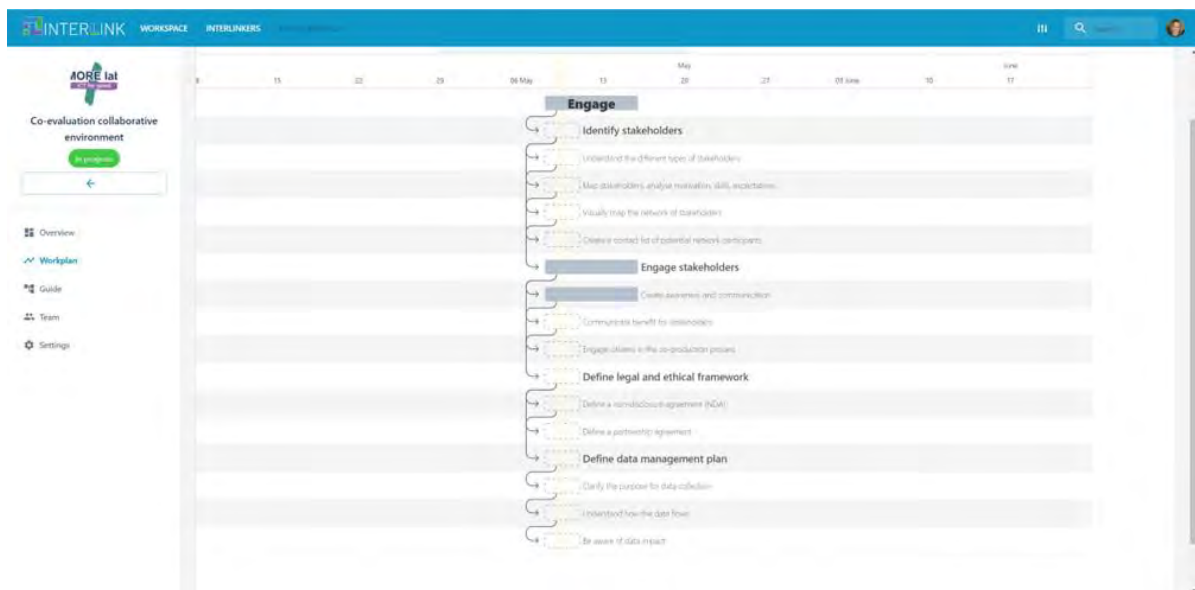 INTERLINK WORKSPACE INTERLINKERS
MORE lat
Co-evaluation collaborative
environment
In progress
Overview
Workplan
Guide
Team
Settings
May June
8 15 22 29 06 May 13 20 27 03 June 10 17
Engage
Identify stakeholders
Understand the different types of stakeholders
Map stakeholders, analyse motivation, skills, expectations
Visually map the network of stakeholders
Create a contact list of potential network participants
Engage stakeholders
Create awareness and communication
Communicate benefit for stakeholders
Engage citizens in the co-production process
Define legal and ethical framework
Define a non-disclosure agreement (NDA)
Define a partnership agreement
Define data management plan
Clarify the purpose for data collection
Understand how the data flows
Be aware of data impact